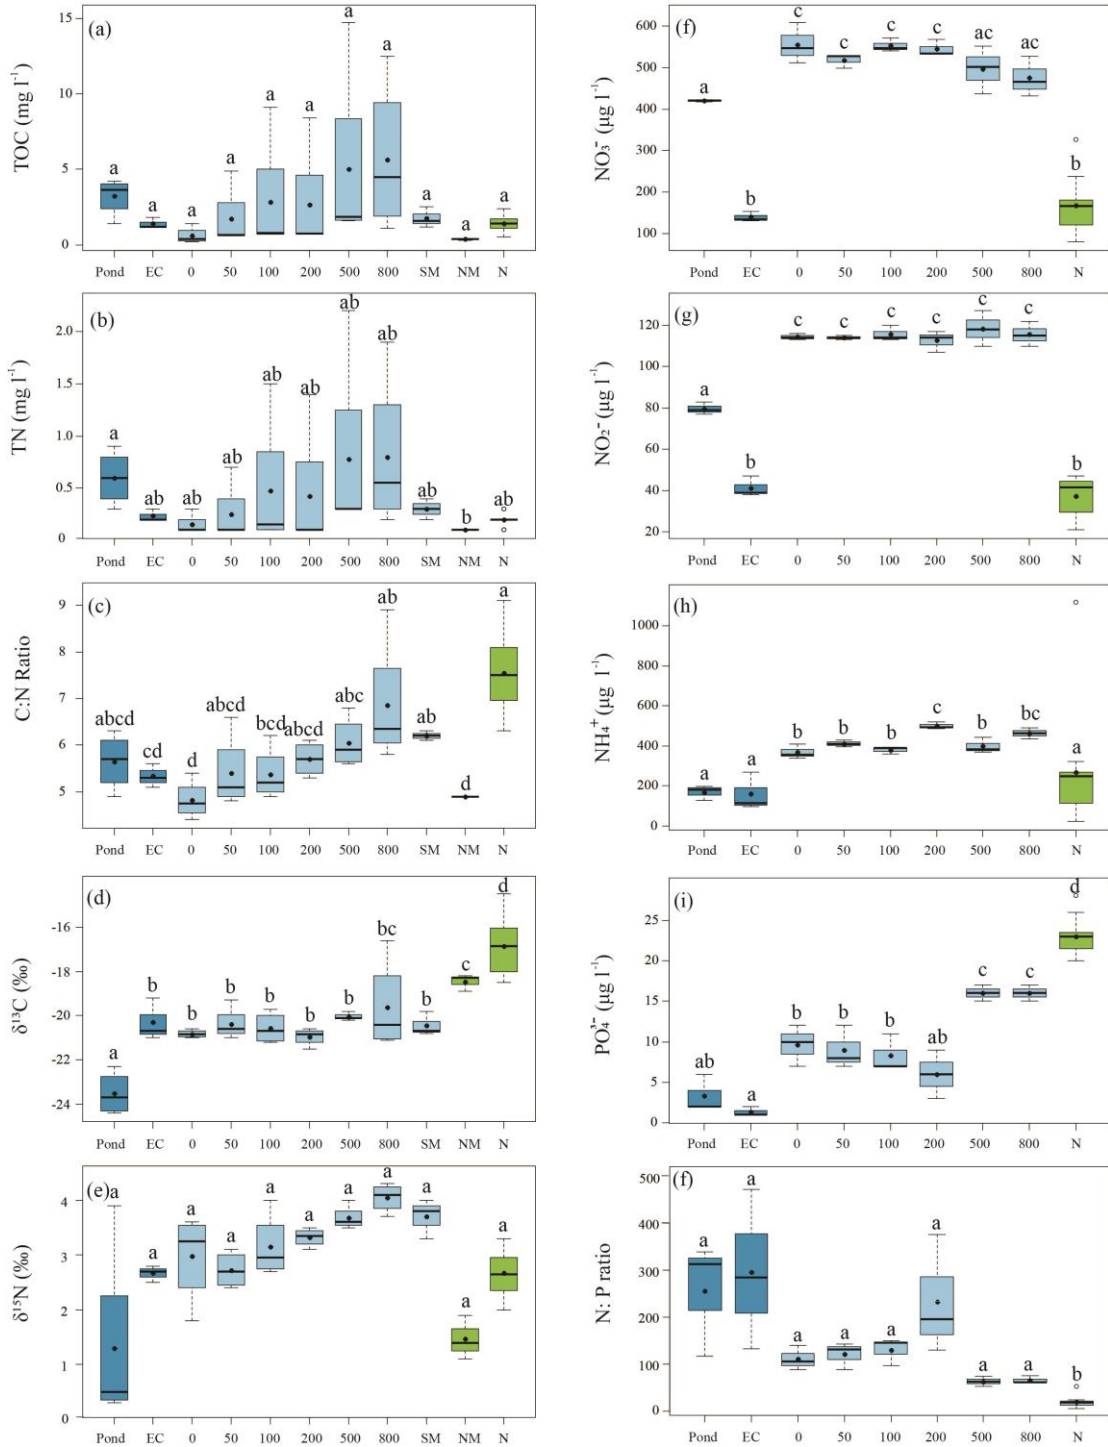 (a)
TOC (mg l⁻¹)
15
10
5
0
a a a a a a a a a a a
Pond EC 0 50 100 200 500 800 SM NM N
(b)
TN (mg l⁻¹)
2.0
1.5
1.0
0.5
0
a ab ab ab ab ab ab ab ab b ab
Pond EC 0 50 100 200 500 800 SM NM N
(c)
C:N Ratio
9
8
7
6
5
abcd cd d abcd bcd abcd abc ab ab d a
Pond EC 0 50 100 200 500 800 SM NM N
(d)
δ¹³C (‰)
-16
-18
-20
-22
-24
a b b b b b b bc b c d
Pond EC 0 50 100 200 500 800 SM NM N
(e)
δ¹⁵N (‰)
4
3
2
1
0
a a a a a a a a a a a
Pond EC 0 50 100 200 500 800 SM NM N
(f)
NO₃⁻ (µg l⁻¹)
600
500
400
300
200
100
a b c c c c ac ac b
Pond EC 0 50 100 200 500 800 N
(g)
NO₂⁻ (µg l⁻¹)
120
100
80
60
40
20
a b c c c c c c b
Pond EC 0 50 100 200 500 800 N
(h)
NH₄⁺ (µg l⁻¹)
1000
800
600
400
200
0
a a b b b c b bc a
Pond EC 0 50 100 200 500 800 N
(i)
PO₄³⁻ (µg l⁻¹)
25
20
15
10
5
0
ab a b b b ab c c d
Pond EC 0 50 100 200 500 800 N
(f)
N: P ratio
500
400
300
200
100
0
a a a a a a a a b
Pond EC 0 50 100 200 500 800 N